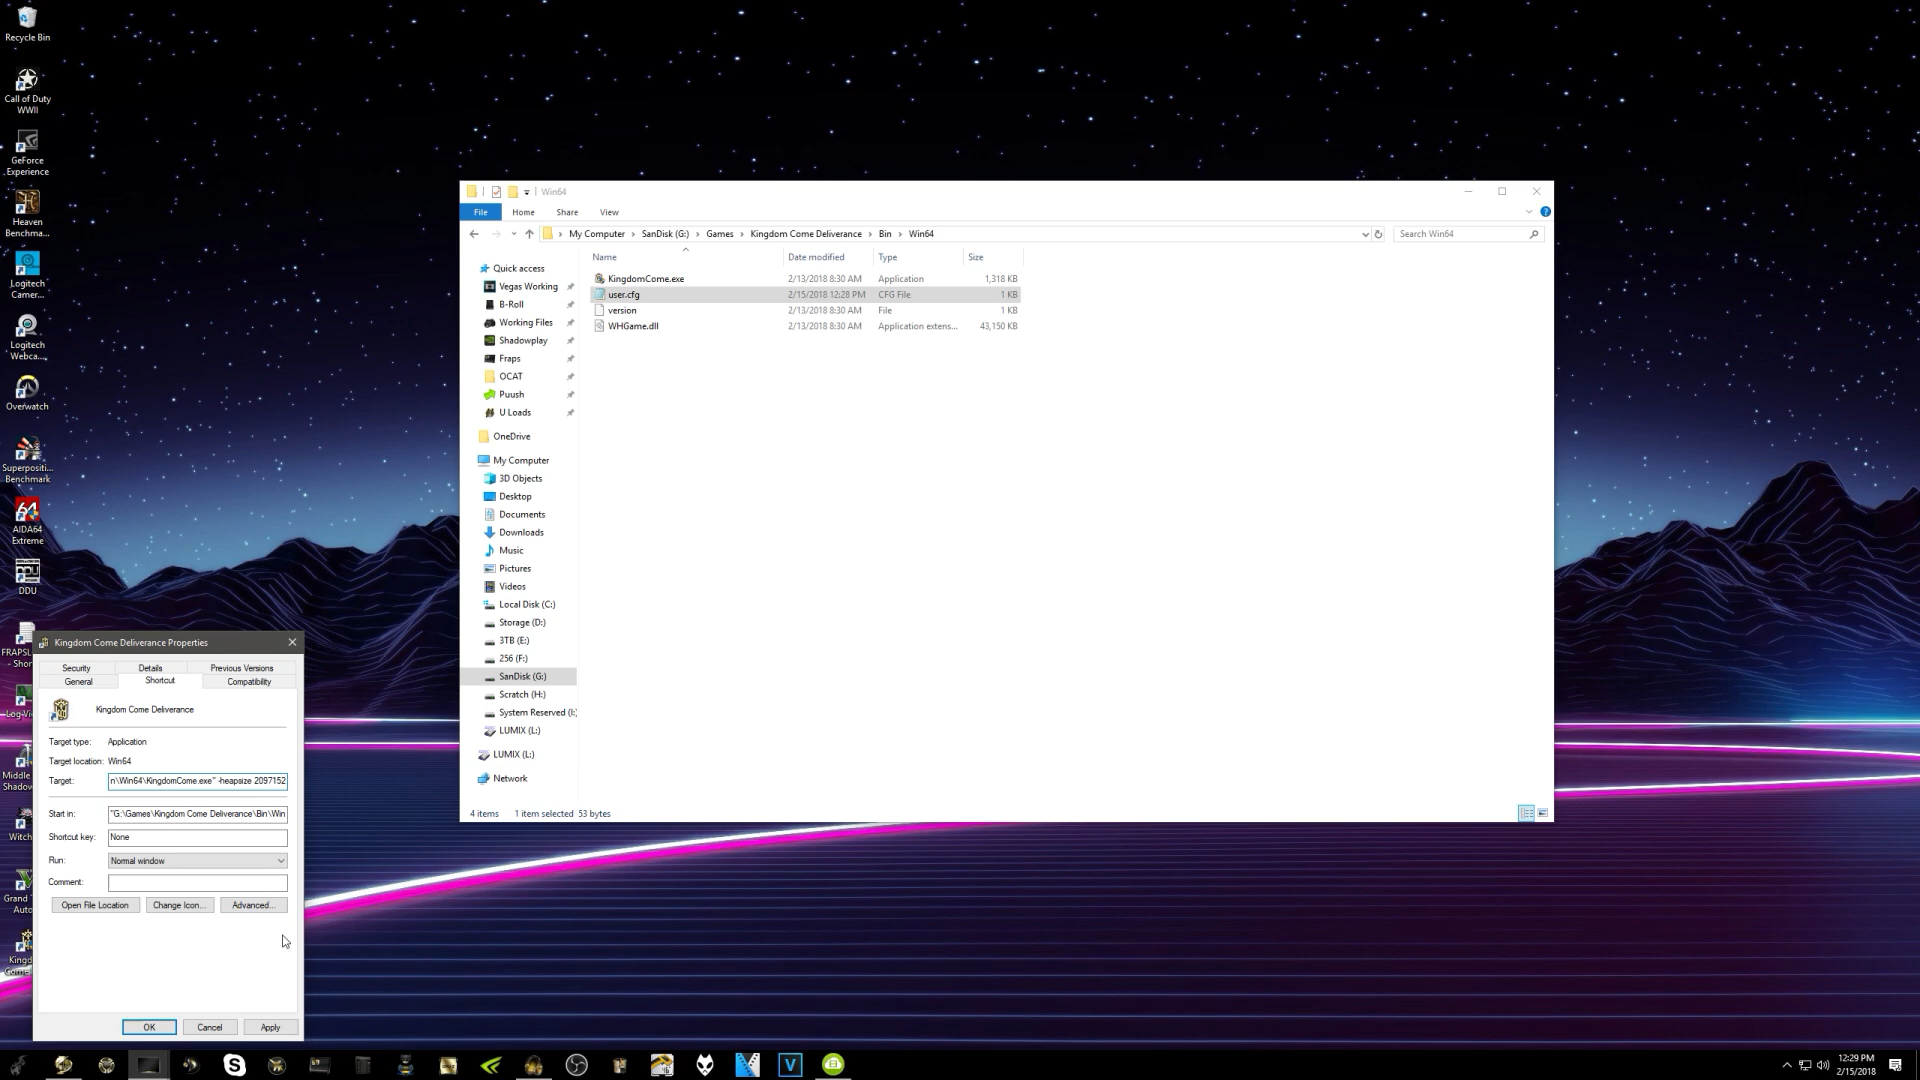 Recycle Bin
Call of Duty
WWII
GeForce
Experience
Heaven
Benchma...
Logitech
Camer...
Logitech
Webca...
Overwatch
Superpositi...
Benchmark
64
AIDA64
Extreme
DDU
DDU
Win64
File
Home
Share
View
My Computer
SanDisk (G:)
Games
Kingdom Come Deliverance
Bin
Win64
Search Win64
Name
Date modified
Type
Size
KingdomCome.exe
2/13/2018 8:30 AM
Application
1,318 KB
user.cfg
2/15/2018 12:28 PM
CFG File
1 KB
version
2/13/2018 8:30 AM
File
1 KB
WHGame.dll
2/13/2018 8:30 AM
Application extens...
43,150 KB
Quick access
Vegas Working
B-Roll
Working Files
Shadowplay
Fraps
OCAT
Puush
U Loads
OneDrive
My Computer
3D Objects
Desktop
Documents
Downloads
Music
Pictures
Videos
Local Disk (C:)
Storage (D:)
3TB (E:)
256 (F:)
SanDisk (G:)
Scratch (H:)
System Reserved (I:)
LUMIX (L:)
LUMIX (L:)
Network
4 items
1 item selected 53 bytes
Kingdom Come Deliverance Properties
Security
Details
Previous Versions
General
Shortcut
Compatibility
Kingdom Come Deliverance
Target type:
Application
Target location:
Win64
Target:
n\Win64\KingdomCome.exe" -heapsize 2097152
Start in:
"G:\Games\Kingdom Come Deliverance\Bin\Win
Shortcut key:
None
Run:
Normal window
Comment:
Open File Location
Change Icon...
Advanced...
OK
Cancel
Apply
FRAPSL
- Shor
Log-Vi
Middle
Shadow
Witch
Grand T
Auto
Kingd
Come
12:29 PM
2/15/2018